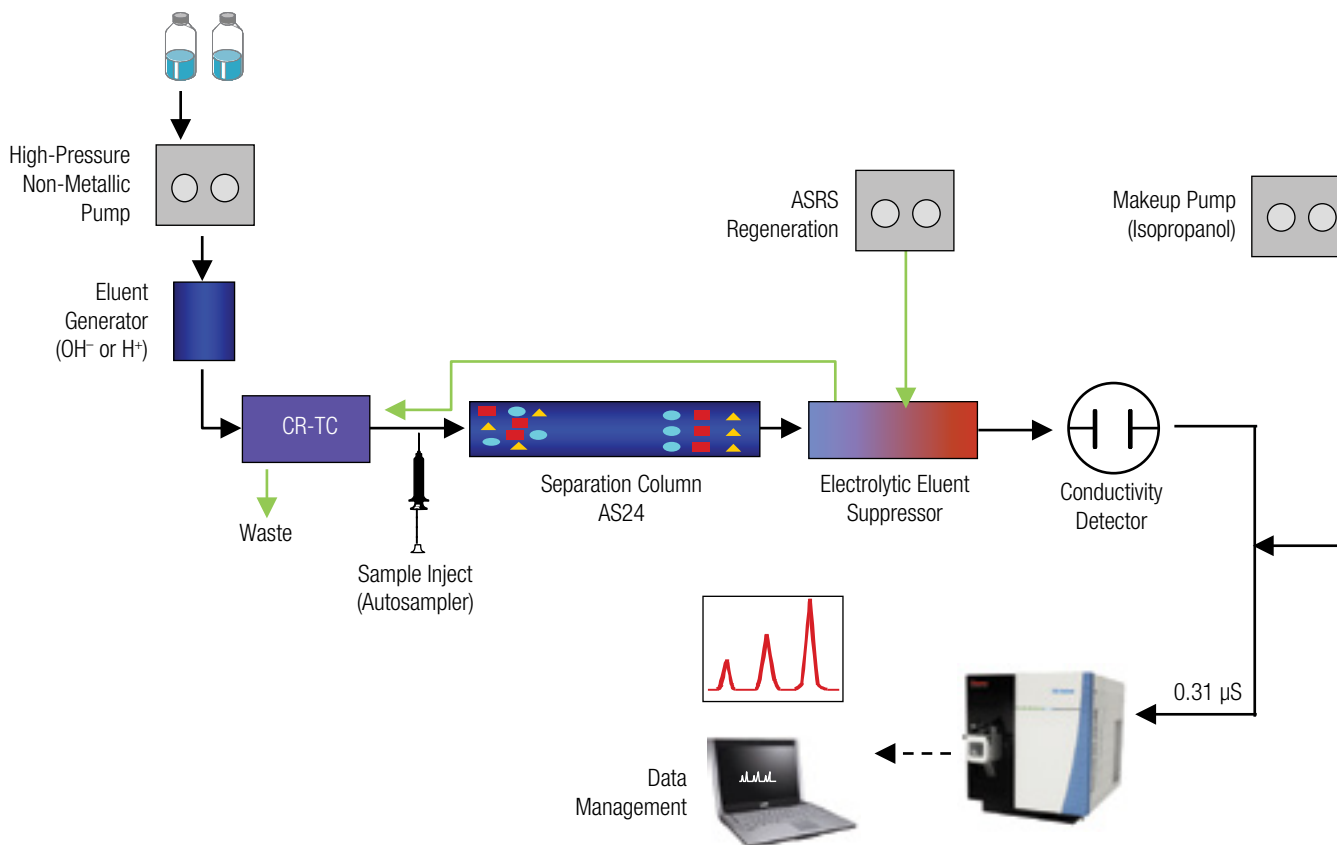 High-Pressure
Non-Metallic
Pump
ASRS
Regeneration
Makeup Pump
(Isopropanol)
Eluent
Generator
(OH⁻ or H⁺)
CR-TC
Waste
Sample Inject
(Autosampler)
Separation Column
AS24
Electrolytic Eluent
Suppressor
Conductivity
Detector
0.31 µS
Data
Management